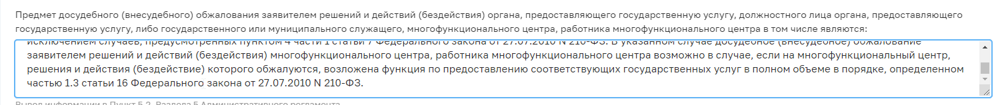 Предмет досудебного (внесудебного) обжалования заявителем решений и действий (бездействия) органа, предоставляющего государственную услугу, должностного лица органа, предоставляющего
государственную услугу, либо государственного или муниципального служащего, многофункционального центра, работника многофункционального центра в том числе являются:
исключением случаев, предусмотренных пунктом 4 части 1 статьи 7 Федерального закона от 27.07.2010 N 210-ФЗ. В указанном случае досудебное (внесудебное) обжалование
заявителем решений и действий (бездействия) многофункционального центра, работника многофункционального центра возможно в случае, если на многофункциональный центр,
решения и действия (бездействие) которого обжалуются, возложена функция по предоставлению соответствующих государственных услуг в полном объеме в порядке, определенном
частью 1.3 статьи 16 Федерального закона от 27.07.2010 N 210-ФЗ.
Вывод информации в Пункт 5.2. Раздела 5 Административного регламента